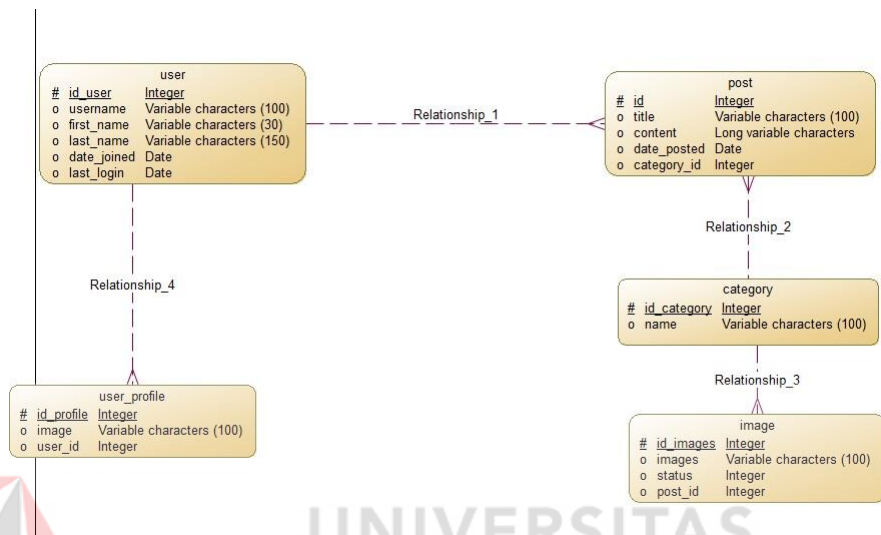 user
# id_user Integer
o username Variable characters (100)
o first_name Variable characters (30)
o last_name Variable characters (150)
o date_joined Date
o last_login Date
Relationship_1
post
# id Integer
o title Variable characters (100)
o content Long variable characters
o date_posted Date
o category_id Integer
Relationship_2
category
# id_category Integer
o name Variable characters (100)
Relationship_4
Relationship_3
user_profile
# id_profile Integer
o image Variable characters (100)
o user_id Integer
image
# id_images Integer
o images Variable characters (100)
o status Integer
o post_id Integer
UNIVERSITAS